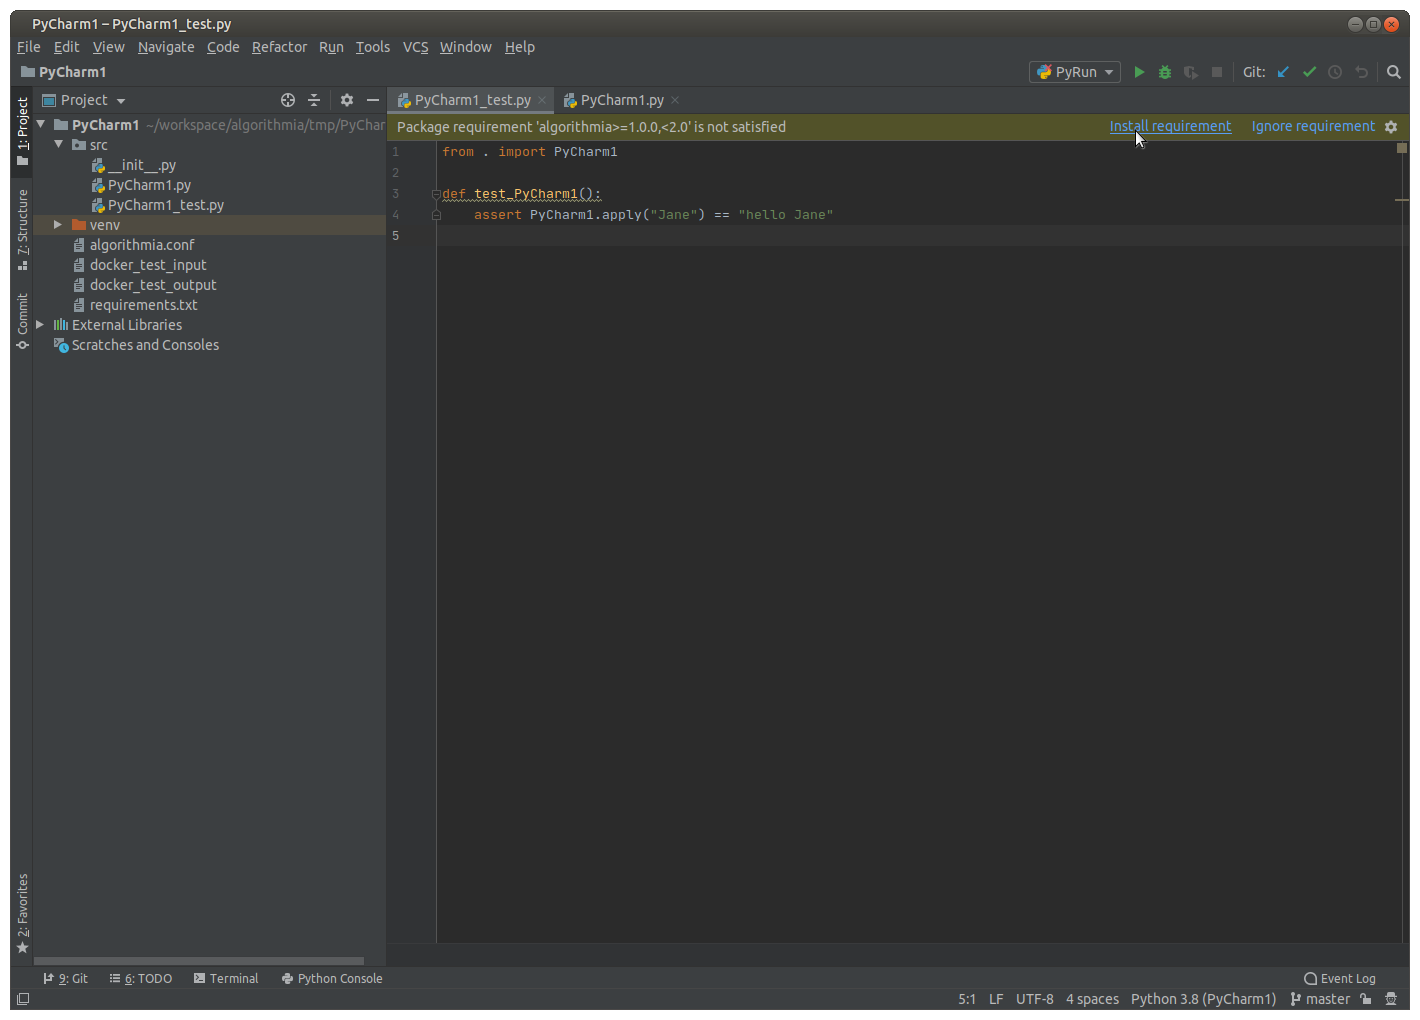 PyCharm1 – PyCharm1_test.py
File Edit View Navigate Code Refactor Run Tools VCS Window Help
PyCharm1
PyRun
Git:
1: Project
7: Structure
Commit
2: Favorites
Project
PyCharm1 ~/workspace/algorithmia/tmp/PyChar
src
__init__.py
PyCharm1.py
PyCharm1_test.py
venv
algorithmia.conf
docker_test_input
docker_test_output
requirements.txt
External Libraries
Scratches and Consoles
PyCharm1_test.py PyCharm1.py
Package requirement 'algorithmia>=1.0.0,<2.0' is not satisfied Install requirement Ignore requirement
1 from . import PyCharm1
2
3 def test_PyCharm1():
4 assert PyCharm1.apply("Jane") == "hello Jane"
5
9: Git 6: TODO Terminal Python Console Event Log
5:1 LF UTF-8 4 spaces Python 3.8 (PyCharm1) master